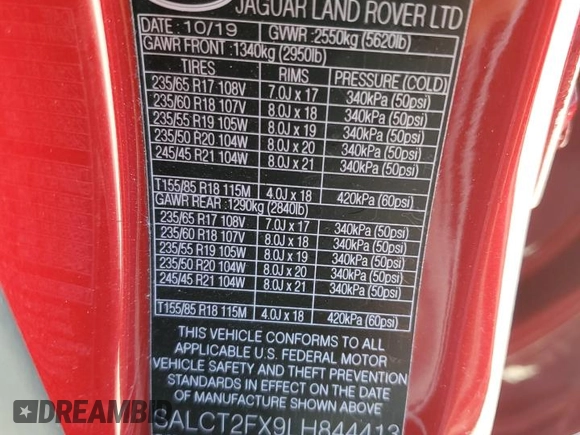 JAGUAR LAND ROVER LTD
DATE: 10/19 GVWR: 2550kg (5620lb)
GAWR FRONT: 1340kg (2950lb)
TIRES RIMS PRESSURE (COLD)
235/65 R17 108V 7.0J x 17 340kPa (50psi)
235/60 R18 107V 8.0J x 18 340kPa (50psi)
235/55 R19 105W 8.0J x 19 340kPa (50psi)
235/50 R20 104W 8.0J x 20 340kPa (50psi)
245/45 R21 104W 8.0J x 21 340kPa (50psi)
T155/85 R18 115M 4.0J x 18 420kPa (60psi)
GAWR REAR : 1290kg (2840lb)
235/65 R17 108V 7.0J x 17 340kPa (50psi)
235/60 R18 107V 8.0J x 18 340kPa (50psi)
235/55 R19 105W 8.0J x 19 340kPa (50psi)
235/50 R20 104W 8.0J x 20 340kPa (50psi)
245/45 R21 104W 8.0J x 21 340kPa (50psi)
T155/85 R18 115M 4.0J x 18 420kPa (60psi)
THIS VEHICLE CONFORMS TO ALL
APPLICABLE U.S. FEDERAL MOTOR
VEHICLE SAFETY AND THEFT PREVENTION
STANDARDS IN EFFECT ON THE DATE
OF MANUFACTURE SHOWN ABOVE
SALCT2FX9LH844413
DEALERHISTORY